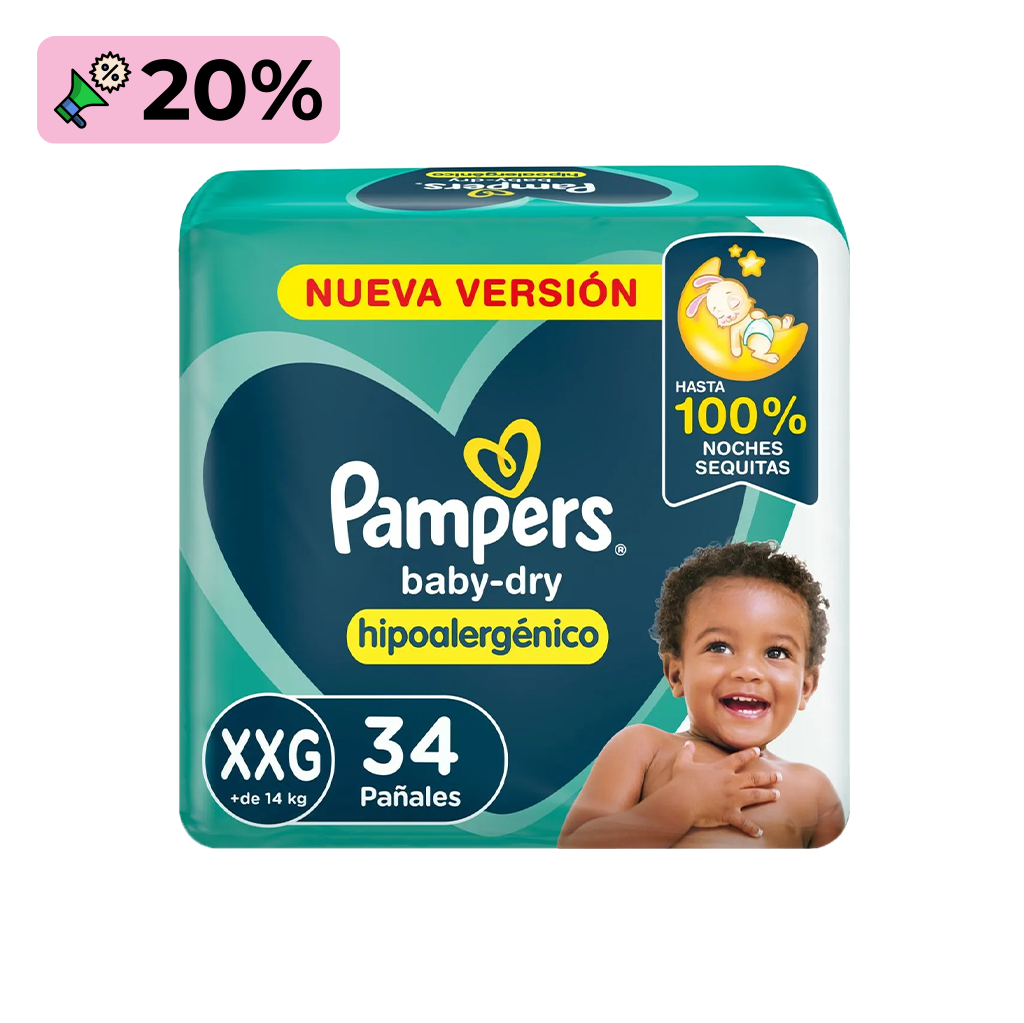 20%
Pampers
baby-dry
hipoalergénico
NUEVA VERSIÓN
HASTA
100%
NOCHES
SEQUITAS
Pampers®
baby-dry
hipoalergénico
XXG
+de 14 kg
34
Pañales